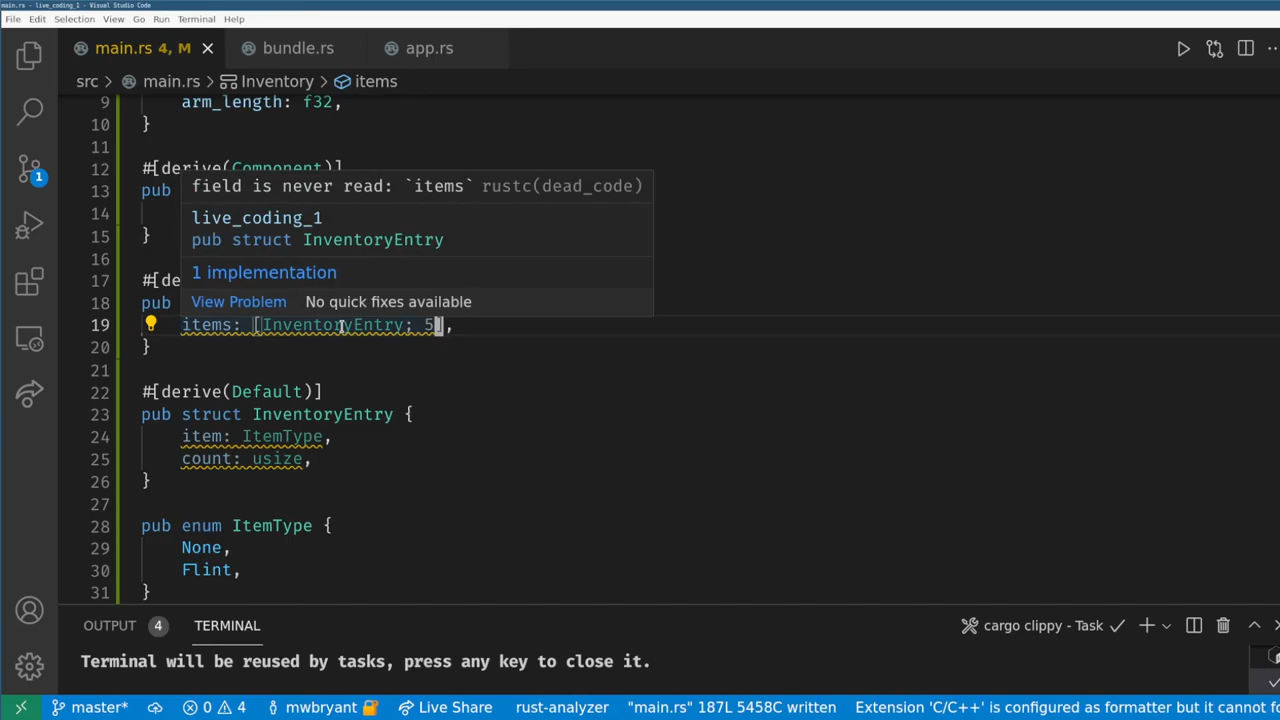 main.rs - live_coding_1 - Visual Studio Code
File Edit Selection View Go Run Terminal Help
main.rs 4, M bundle.rs app.rs
src > main.rs > Inventory > items
9 arm_length: f32,
10 }
11
12 #[derive(Component)]
13 pub
14
15 }
16
17 #[de
18 pub
field is never read: `items` rustc(dead_code)
live_coding_1
pub struct InventoryEntry
1 implementation
View Problem No quick fixes available
19 items: [InventoryEntry; 5],
20 }
21
22 #[derive(Default)]
23 pub struct InventoryEntry {
24 item: ItemType,
25 count: usize,
26 }
27
28 pub enum ItemType {
29 None,
30 Flint,
31 }
1
OUTPUT 4 TERMINAL cargo clippy - Task
Terminal will be reused by tasks, press any key to close it.
master* 0 4 mwbryant Live Share rust-analyzer "main.rs" 187L 5458C written Extension 'C/C++' is configured as formatter but it cannot fo